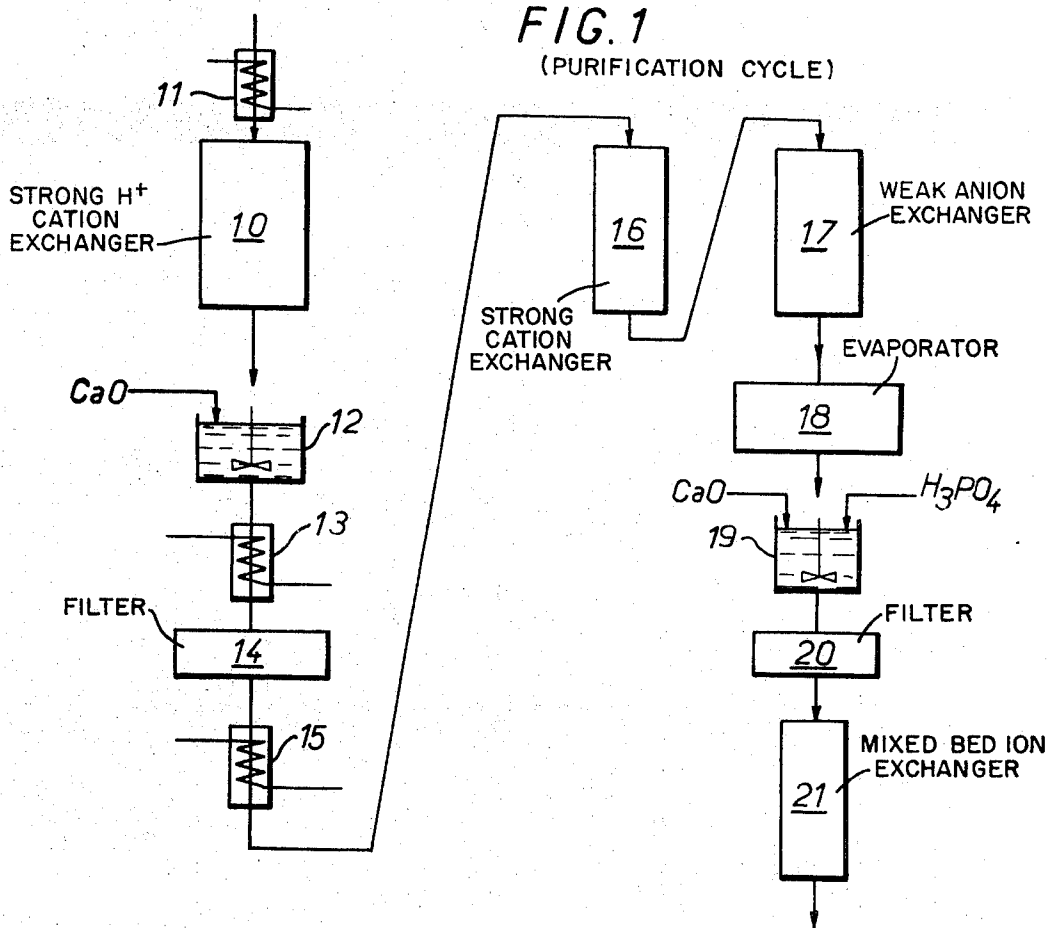 FIG. 1
(PURIFICATION CYCLE)
11
STRONG H+
CATION
EXCHANGER
10
CaO
12
13
FILTER
14
15
16
STRONG
CATION
EXCHANGER
WEAK ANION
EXCHANGER
17
EVAPORATOR
18
CaO
H3PO4
19
FILTER
20
MIXED BED ION
EXCHANGER
21